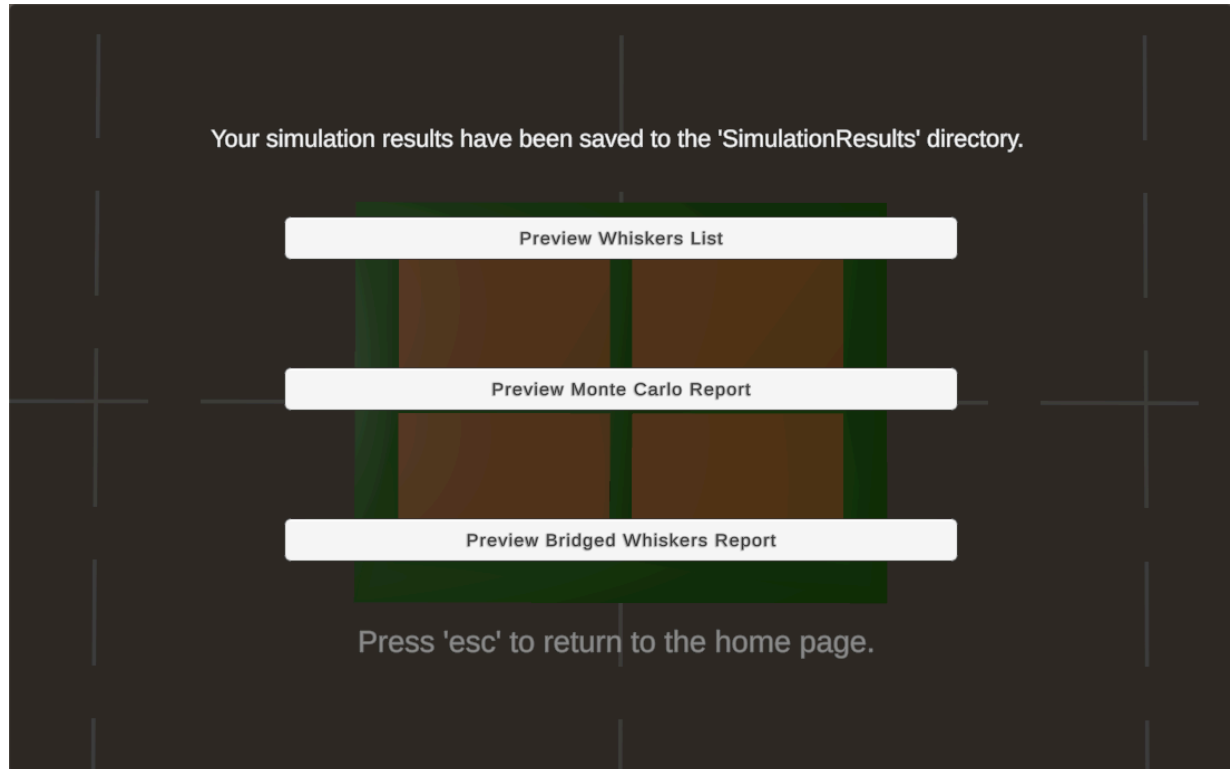 Your simulation results have been saved to the 'SimulationResults' directory.
Preview Whiskers List
Preview Monte Carlo Report
Preview Bridged Whiskers Report
Press 'esc' to return to the home page.